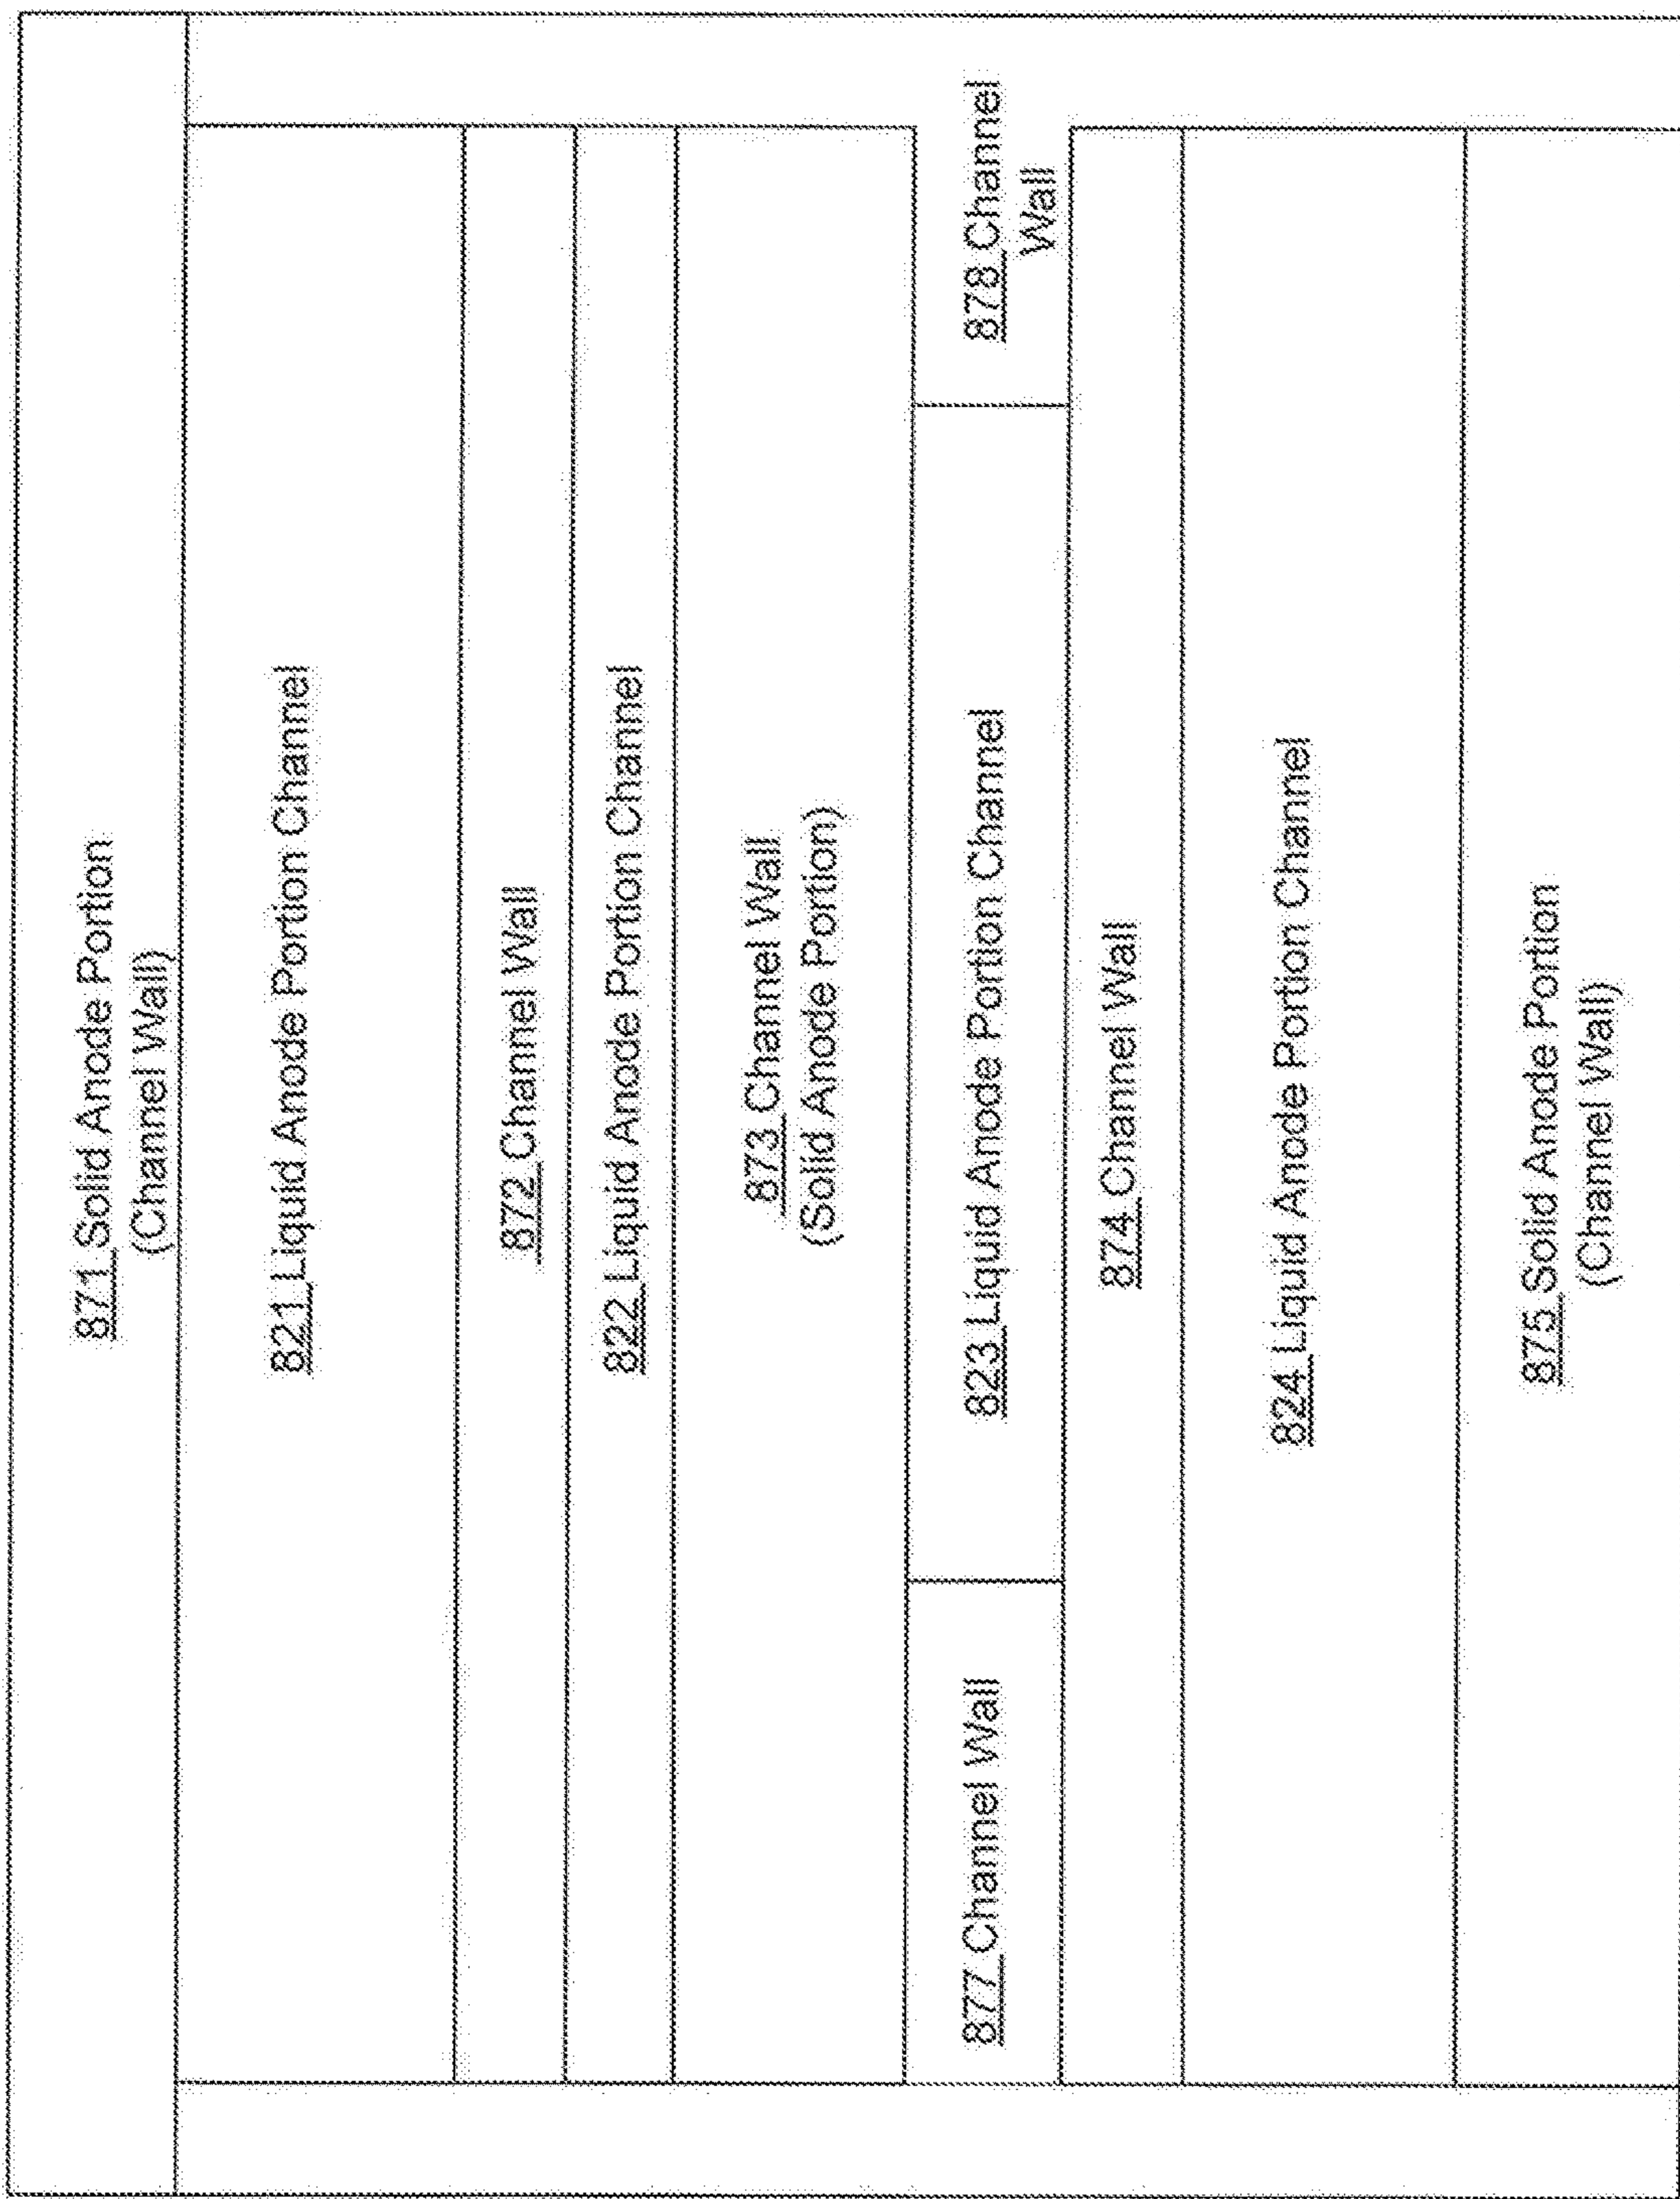 871 Solid Anode Portion
(Channel Wall)
821 Liquid Anode Portion Channel
872 Channel Wall
822 Liquid Anode Portion Channel
873 Channel Wall
(Solid Anode Portion)
877 Channel Wall
823 Liquid Anode Portion Channel
878 Channel
Wall
874 Channel Wall
824 Liquid Anode Portion Channel
875 Solid Anode Portion
(Channel Wall)